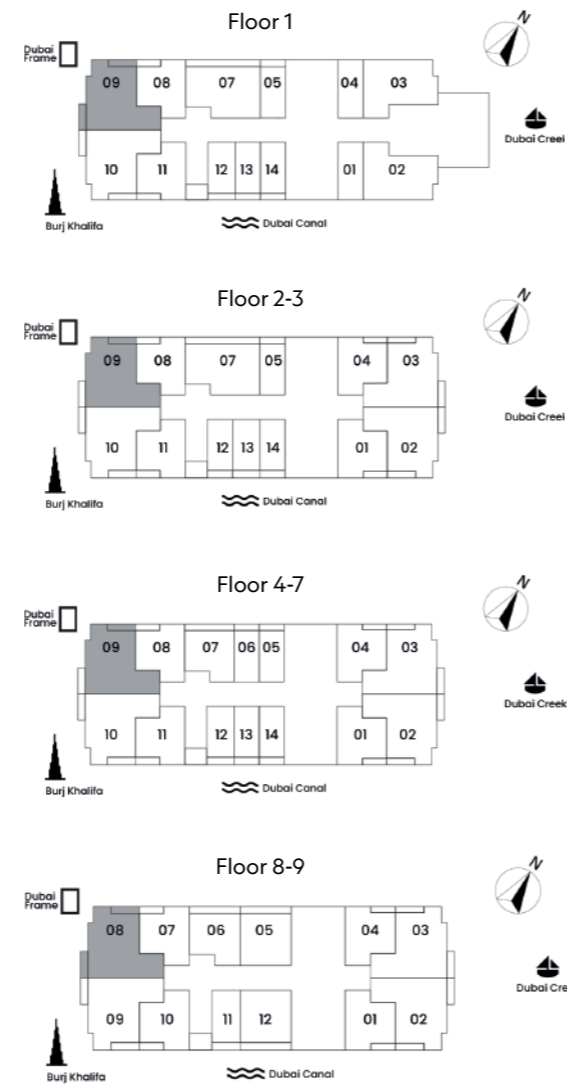 Floor 1
N
Dubai
Frame
09 08 07 05 04 03
Dubai Creek
10 11 12 13 14 01 02
Burj Khalifa
Dubai Canal
Floor 2-3
N
Dubai
Frame
09 08 07 05 04 03
Dubai Creek
10 11 12 13 14 01 02
Burj Khalifa
Dubai Canal
Floor 4-7
N
Dubai
Frame
09 08 07 06 05 04 03
Dubai Creek
10 11 12 13 14 01 02
Burj Khalifa
Dubai Canal
Floor 8-9
N
Dubai
Frame
08 07 06 05 04 03
Dubai Cre
09 10 11 12 01 02
Burj Khalifa
Dubai Canal